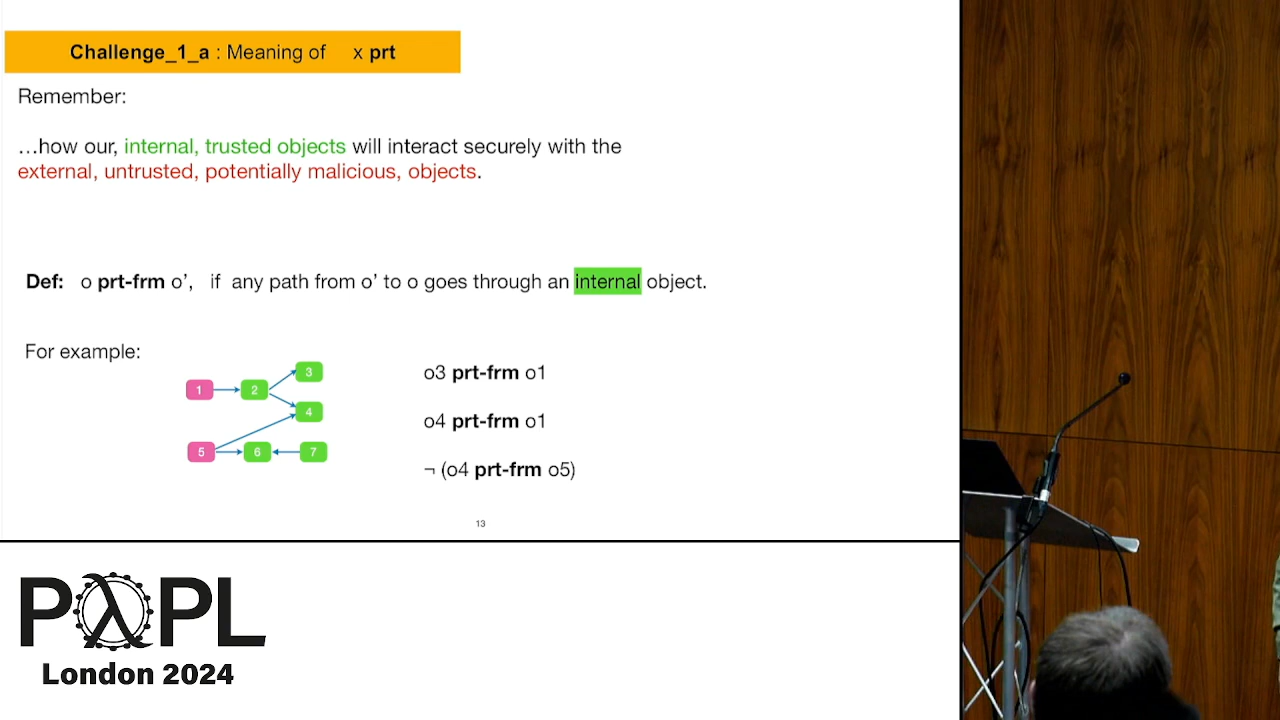 Challenge_1_a : Meaning of x prt
Remember:
…how our, internal, trusted objects will interact securely with the
external, untrusted, potentially malicious, objects.
Def: o prt-frm o’, if any path from o’ to o goes through an internal object.
For example:
1
2
3
4
5
6
7
o3 prt-frm o1
o4 prt-frm o1
¬ (o4 prt-frm o5)
13
PλPL
London 2024